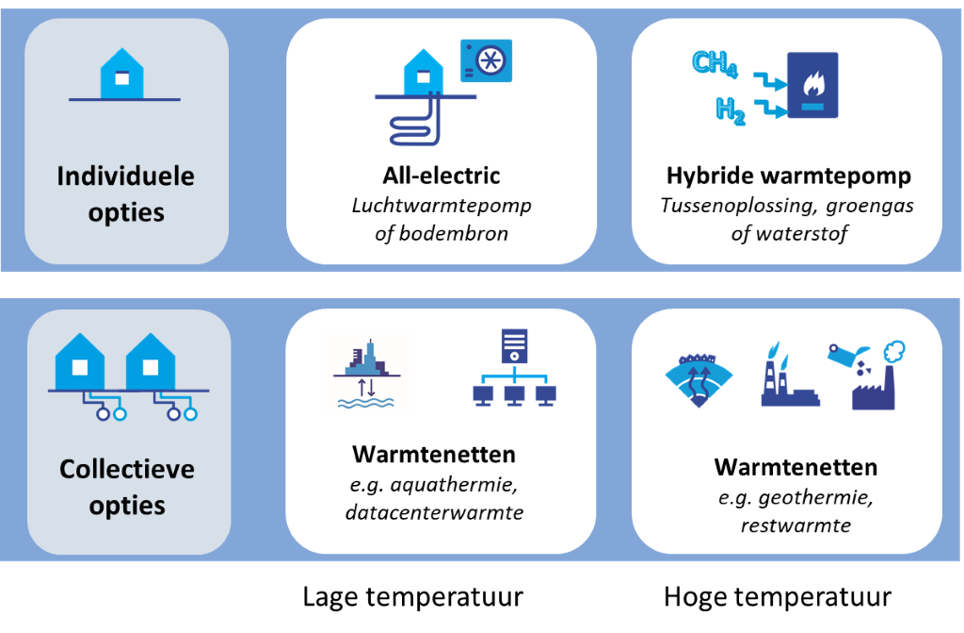 Individuele
opties
All-electric
Luchtwarmtepomp
of bodembron
CH4
H2
Hybride warmtepomp
Tussenoplossing, groengas
of waterstof
Collectieve
opties
Warmtenetten
e.g. aquathermie,
datacenterwarmte
Warmtenetten
e.g. geothermie,
restwarmte
Lage temperatuur
Hoge temperatuur